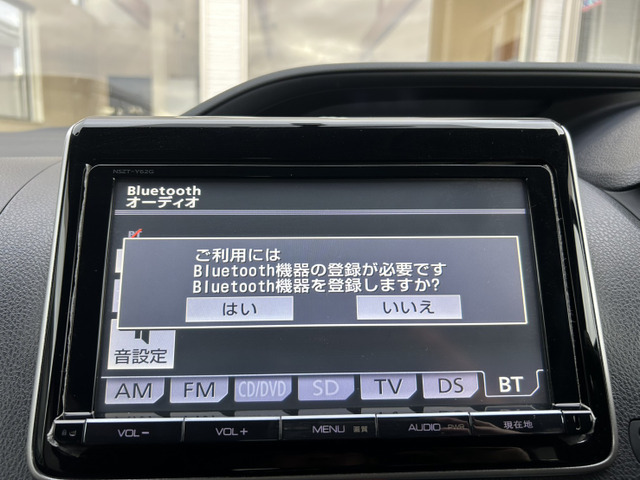 NSZT-Y62G
Bluetooth
オーディオ
ご利用には
Bluetooth機器の登録が必要です
Bluetooth機器を登録しますか?
はい いいえ
音設定
AM FM CD/DVD SD TV DS BT
VOL− VOL+ MENU 画質 AUDIO PWR 現在地